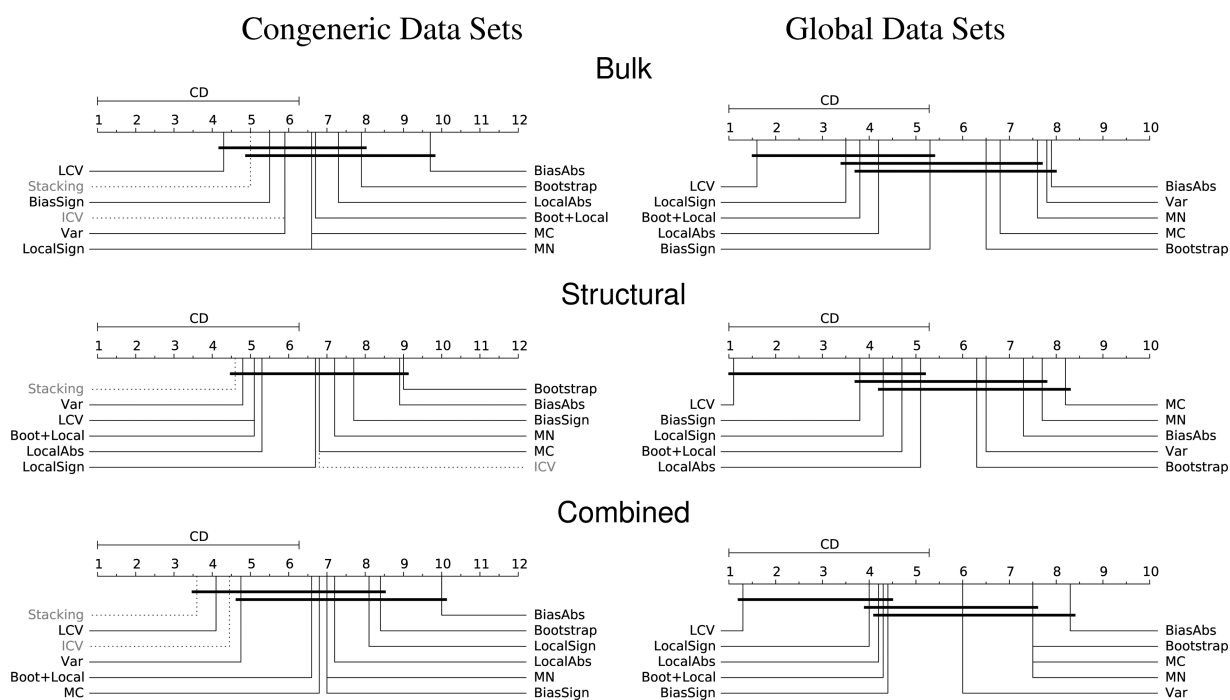 Congeneric Data Sets Global Data Sets
Bulk
CD
1 2 3 4 5 6 7 8 9 10 11 12
LCV BiasAbs
Stacking Bootstrap
BiasSign LocalAbs
ICV Boot+Local
Var MC
LocalSign MN
CD
1 2 3 4 5 6 7 8 9 10
LCV BiasAbs
LocalSign Var
Boot+Local MN
LocalAbs MC
BiasSign Bootstrap
Structural
CD
1 2 3 4 5 6 7 8 9 10 11 12
Stacking Bootstrap
Var BiasAbs
LCV BiasSign
Boot+Local MN
LocalAbs MC
LocalSign ICV
CD
1 2 3 4 5 6 7 8 9 10
LCV MC
BiasSign MN
LocalSign BiasAbs
Boot+Local Var
LocalAbs Bootstrap
Combined
CD
1 2 3 4 5 6 7 8 9 10 11 12
Stacking BiasAbs
LCV Bootstrap
ICV LocalSign
Var LocalAbs
Boot+Local MN
MC BiasSign
CD
1 2 3 4 5 6 7 8 9 10
LCV BiasAbs
LocalSign Bootstrap
LocalAbs MC
Boot+Local MN
BiasSign Var